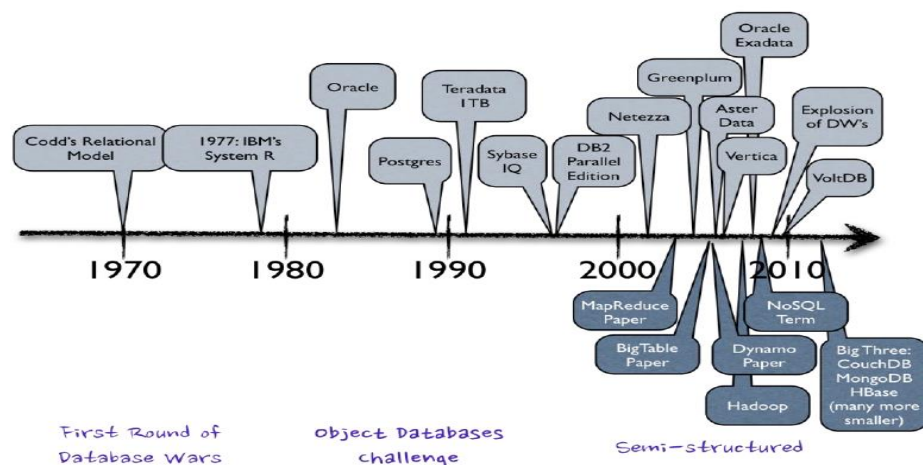 Oracle
Exadata
Greenplum
Oracle
Teradata
1TB
Netezza
Aster
Data
Explosion
of DW's
Codd's Relational
Model
1977: IBM's
System R
Postgres
Sybase
IQ
DB2
Parallel
Edition
Vertica
VoltDB
1970
1980
1990
2000
2010
MapReduce
Paper
NoSQL
Term
BigTable
Paper
Dynamo
Paper
Big Three:
CouchDB
MongoDB
HBase
(many more
smaller)
Hadoop
First Round of
Database Wars
Object Databases
Challenge
Semi-structured